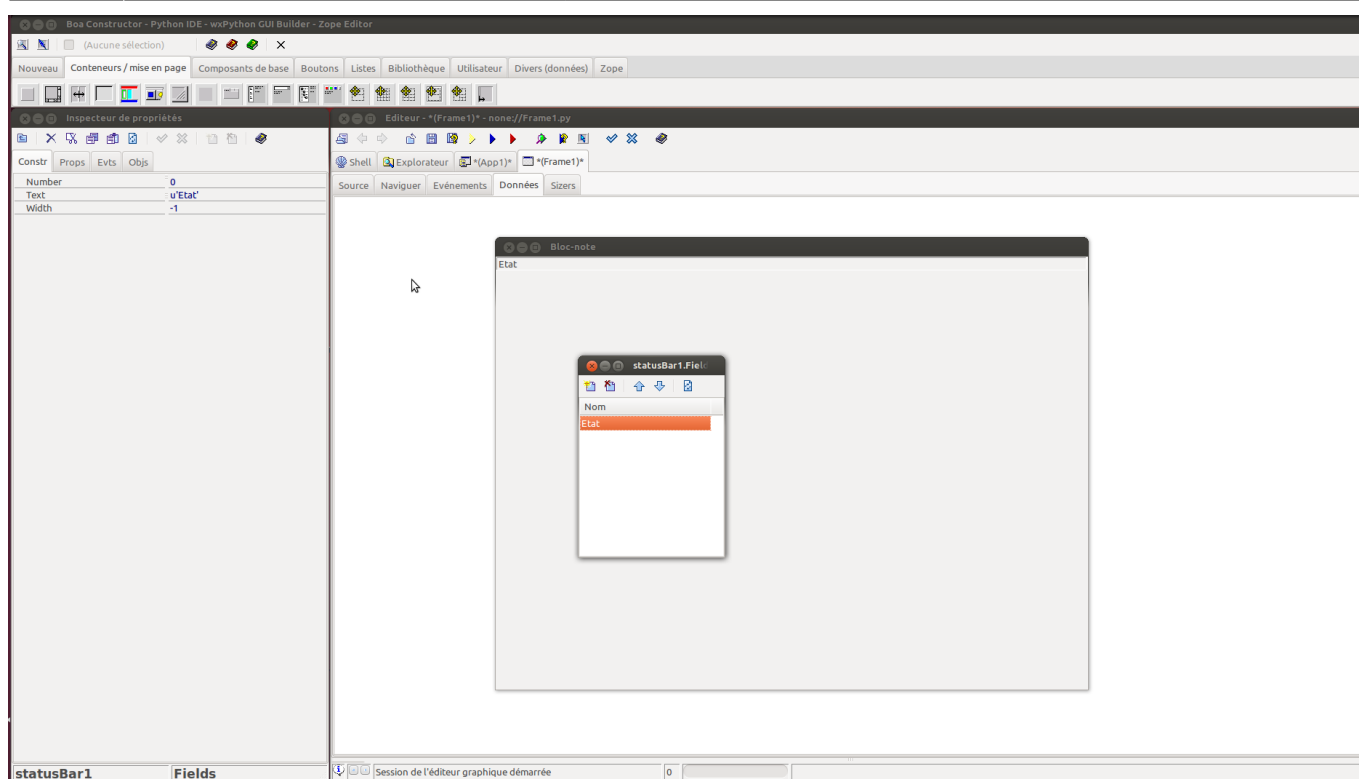 Boa Constructor - Python IDE - wxPython GUI Builder - Zope Editor
(Aucune sélection)
Nouveau Conteneurs / mise en page Composants de base Boutons Listes Bibliothèque Utilisateur Divers (données) Zope
Inspecteur de propriétés
Constr Props Evts Objs
Number 0
Text u'Etat'
Width -1
statusBar1 Fields
Editeur - *(Frame1)* - none://Frame1.py
Shell Explorateur *(App1)* *(Frame1)*
Source Naviguer Evénements Données Sizers
Bloc-note
Etat
statusBar1.Fiel
Nom
Etat
Session de l'éditeur graphique démarrée 0